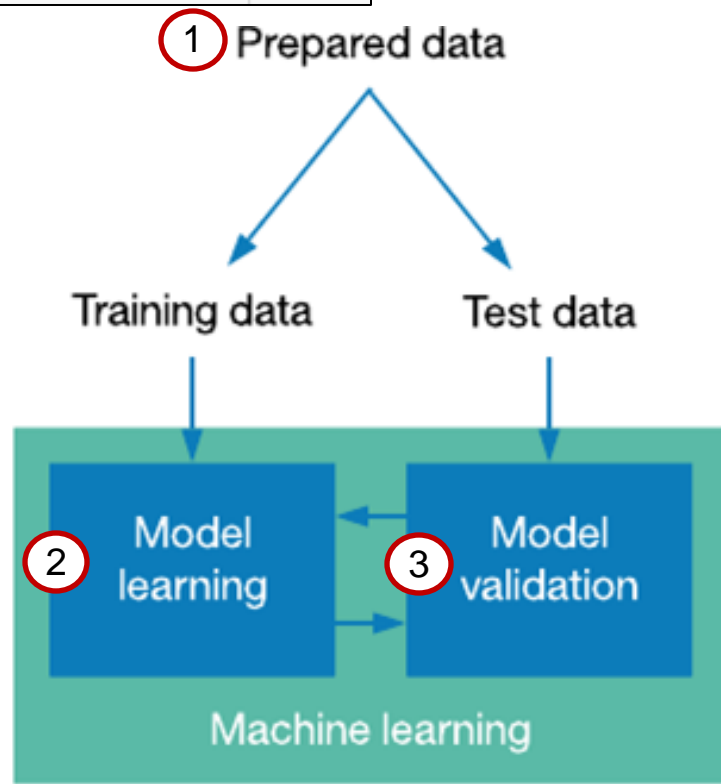 1 Prepared data
Training data
Test data
2 Model
learning
3 Model
validation
Machine learning